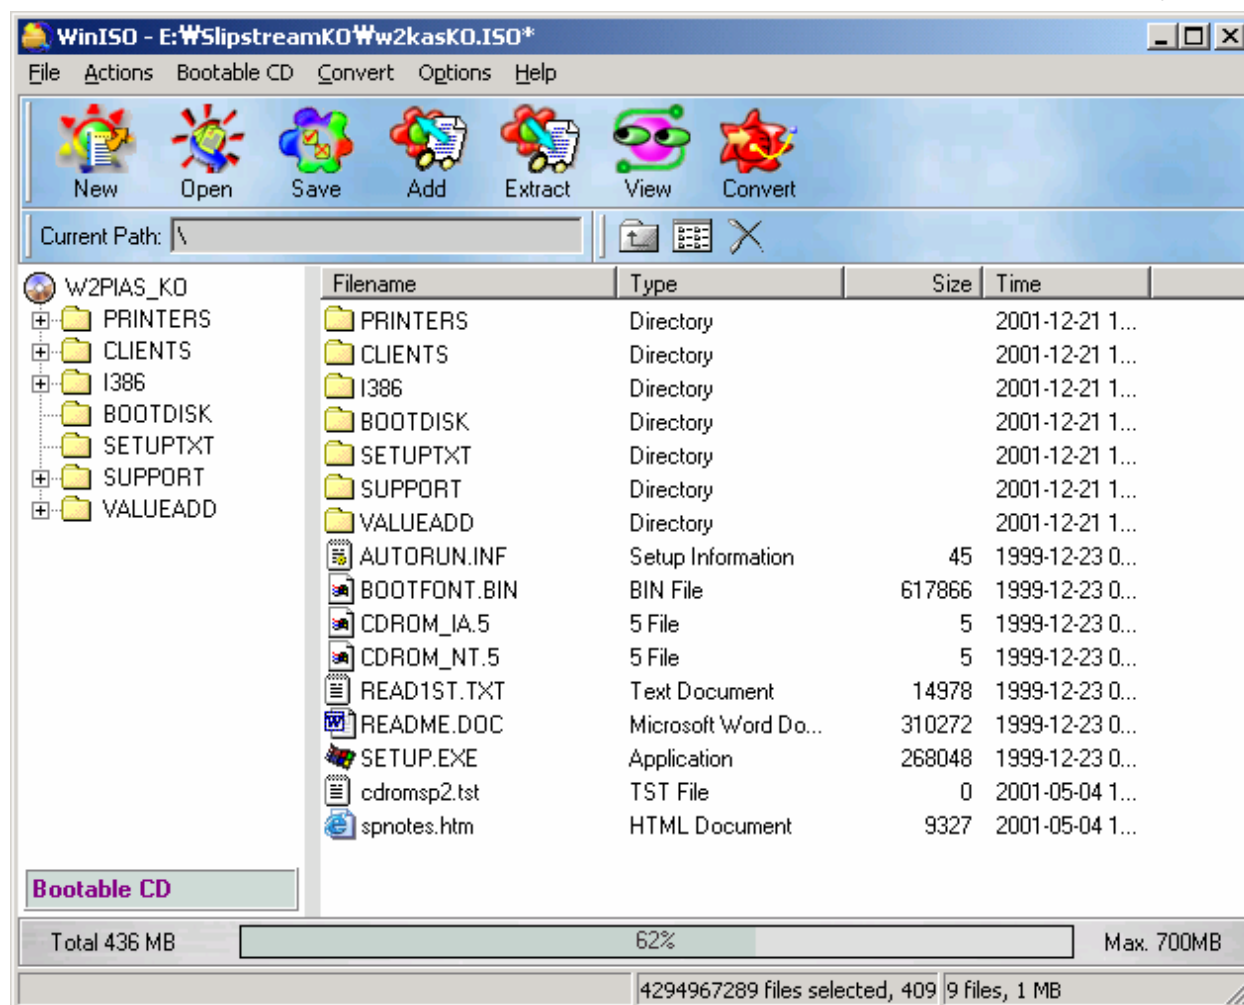 WinISO - E:₩SlipstreamKO₩w2kasKO.ISO*
File Actions Bootable CD Convert Options Help
New Open Save Add Extract View Convert
Current Path: \
W2PIAS_KO
PRINTERS
CLIENTS
I386
BOOTDISK
SETUPTXT
SUPPORT
VALUEADD
Bootable CD
Filename Type Size Time
PRINTERS Directory 2001-12-21 1...
CLIENTS Directory 2001-12-21 1...
I386 Directory 2001-12-21 1...
BOOTDISK Directory 2001-12-21 1...
SETUPTXT Directory 2001-12-21 1...
SUPPORT Directory 2001-12-21 1...
VALUEADD Directory 2001-12-21 1...
AUTORUN.INF Setup Information 45 1999-12-23 0...
BOOTFONT.BIN BIN File 617866 1999-12-23 0...
CDROM_IA.5 5 File 5 1999-12-23 0...
CDROM_NT.5 5 File 5 1999-12-23 0...
READ1ST.TXT Text Document 14978 1999-12-23 0...
README.DOC Microsoft Word Do... 310272 1999-12-23 0...
SETUP.EXE Application 268048 1999-12-23 0...
cdromsp2.tst TST File 0 2001-05-04 1...
spnotes.htm HTML Document 9327 2001-05-04 1...
Total 436 MB 62% Max. 700MB
4294967289 files selected, 409 9 files, 1 MB